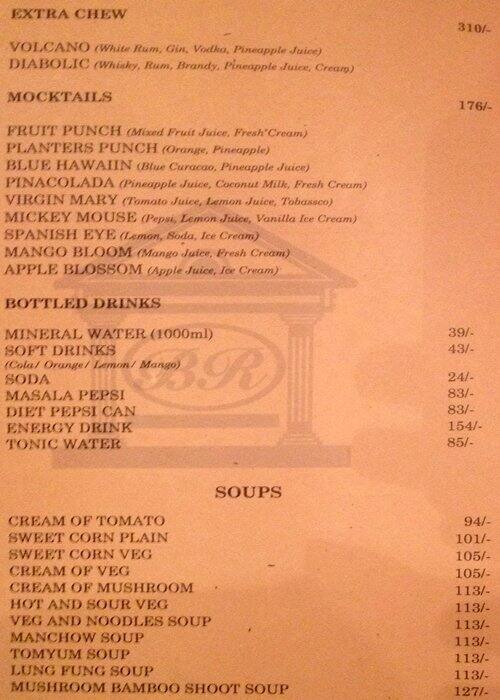 EXTRA CHEW 310/-
VOLCANO (White Rum, Gin, Vodka, Pineapple Juice)
DIABOLIC (Whisky, Rum, Brandy, Pineapple Juice, Cream)
MOCKTAILS 176/-
FRUIT PUNCH (Mixed Fruit Juice, Fresh Cream)
PLANTERS PUNCH (Orange, Pineapple)
BLUE HAWAIIN (Blue Curacao, Pineapple Juice)
PINACOLADA (Pineapple Juice, Coconut Milk, Fresh Cream)
VIRGIN MARY (Tomato Juice, Lemon Juice, Tobassco)
MICKEY MOUSE (Pepsi, Lemon Juice, Vanilla Ice Cream)
SPANISH EYE (Lemon, Soda, Ice Cream)
MANGO BLOOM (Mango Juice, Fresh Cream)
APPLE BLOSSOM (Apple Juice, Ice Cream)
BOTTLED DRINKS
MINERAL WATER (1000ml) 39/-
SOFT DRINKS 43/-
(Cola/ Orange/ Lemon/ Mango)
BR
SODA 24/-
MASALA PEPSI 83/-
DIET PEPSI CAN 83/-
ENERGY DRINK 154/-
TONIC WATER 85/-
SOUPS
CREAM OF TOMATO 94/-
SWEET CORN PLAIN 101/-
SWEET CORN VEG 105/-
CREAM OF VEG 105/-
CREAM OF MUSHROOM 113/-
HOT AND SOUR VEG 113/-
VEG AND NOODLES SOUP 113/-
MANCHOW SOUP 113/-
TOMYUM SOUP 113/-
LUNG FUNG SOUP 113/-
MUSHROOM BAMBOO SHOOT SOUP 127/-